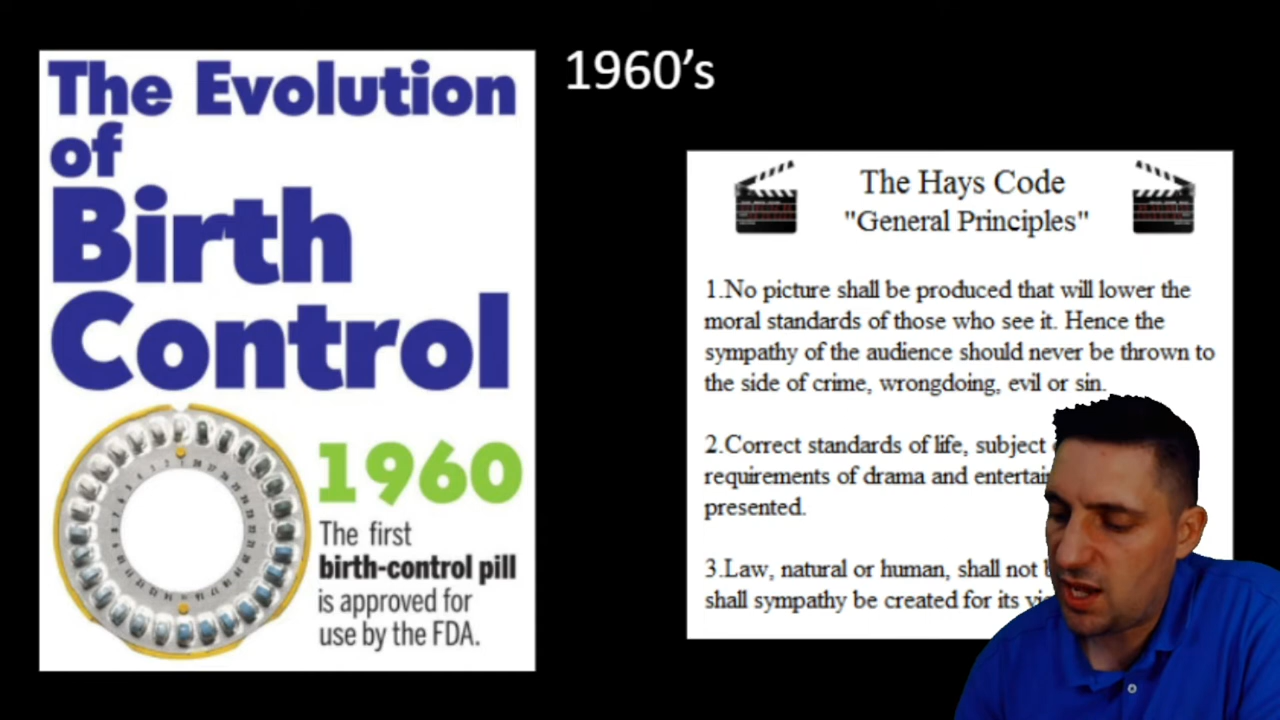 The Evolution
of
Birth
Control
1960
The first
birth-control pill
is approved for
use by the FDA.
1960's
The Hays Code
"General Principles"
1.No picture shall be produced that will lower the
moral standards of those who see it. Hence the
sympathy of the audience should never be thrown to
the side of crime, wrongdoing, evil or sin.
2.Correct standards of life, subject
requirements of drama and
presented.
3.Law, natural or human, shall not
shall sympathy be created for its